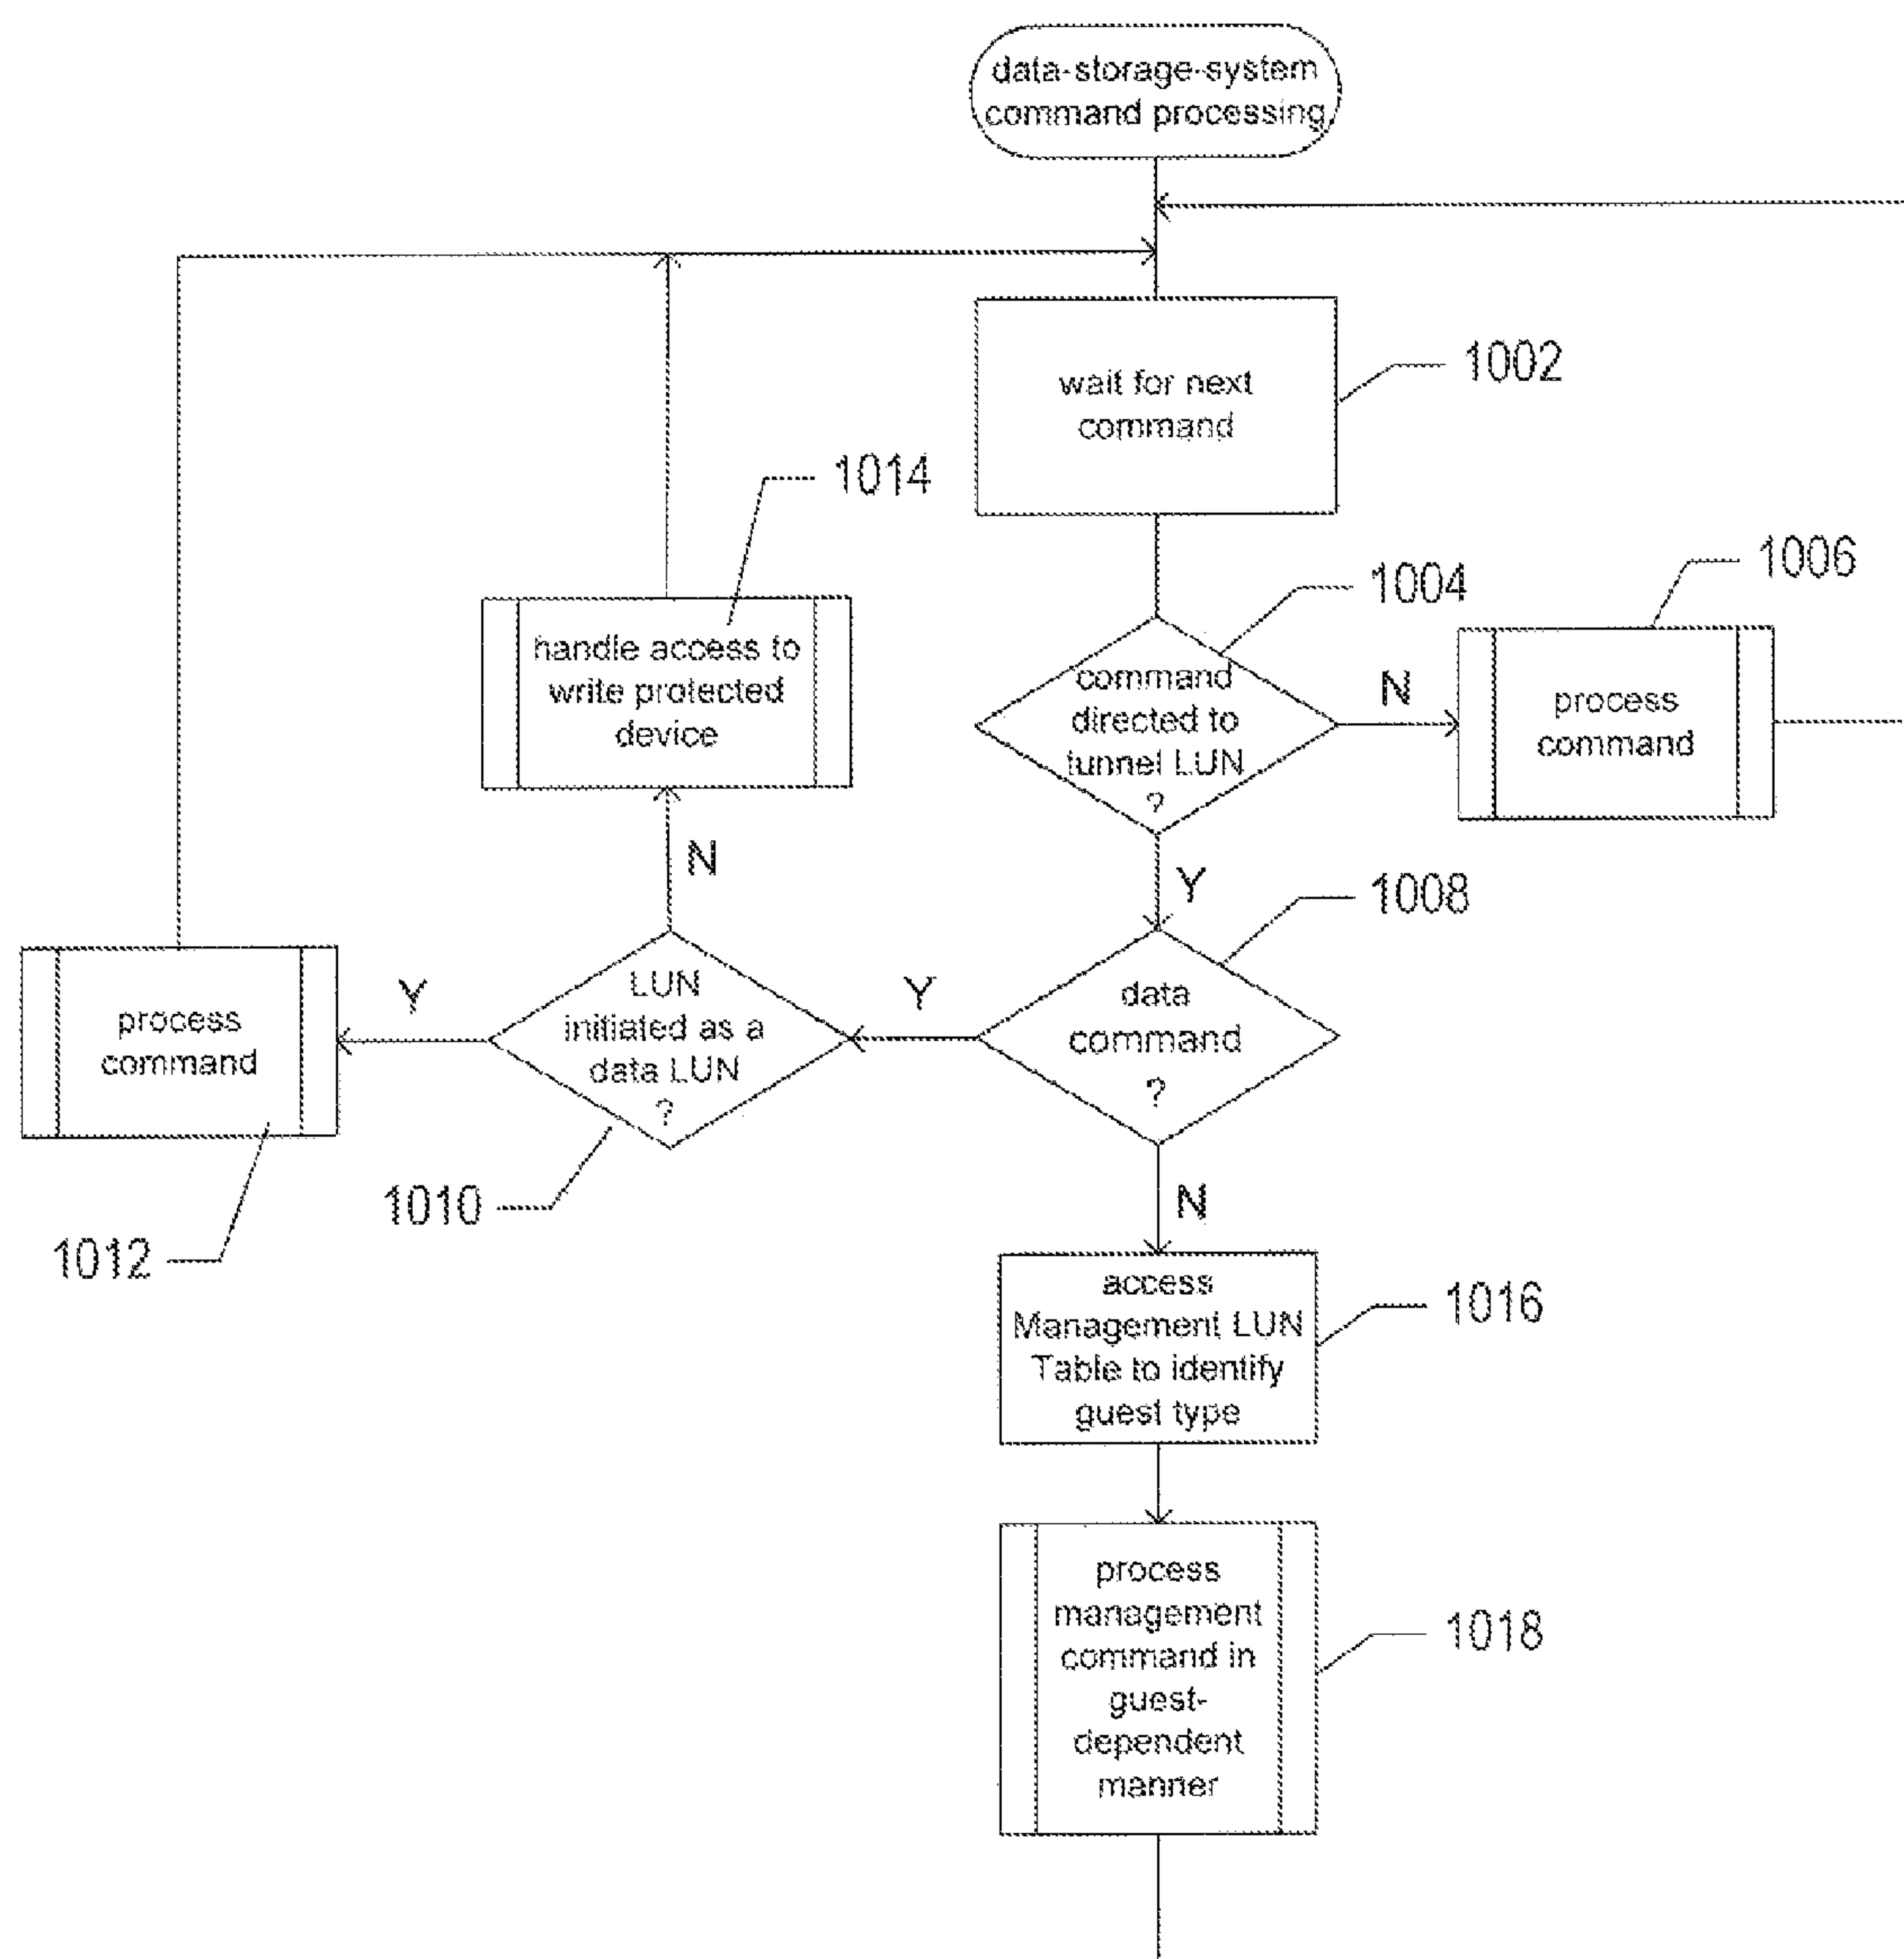 data-storage-system
command processing
wait for next
command
1002
1014
handle access to
write protected
device
1004
command
directed to
tunnel LUN
?
N
1006
process
command
N
Y
1008
process
command
Y
LUN
initiated as a
data LUN
?
Y
data
command
?
1010
1012
N
access
Management LUN
Table to identify
guest type
1016
process
management
command in
guest-
dependent
manner
1018